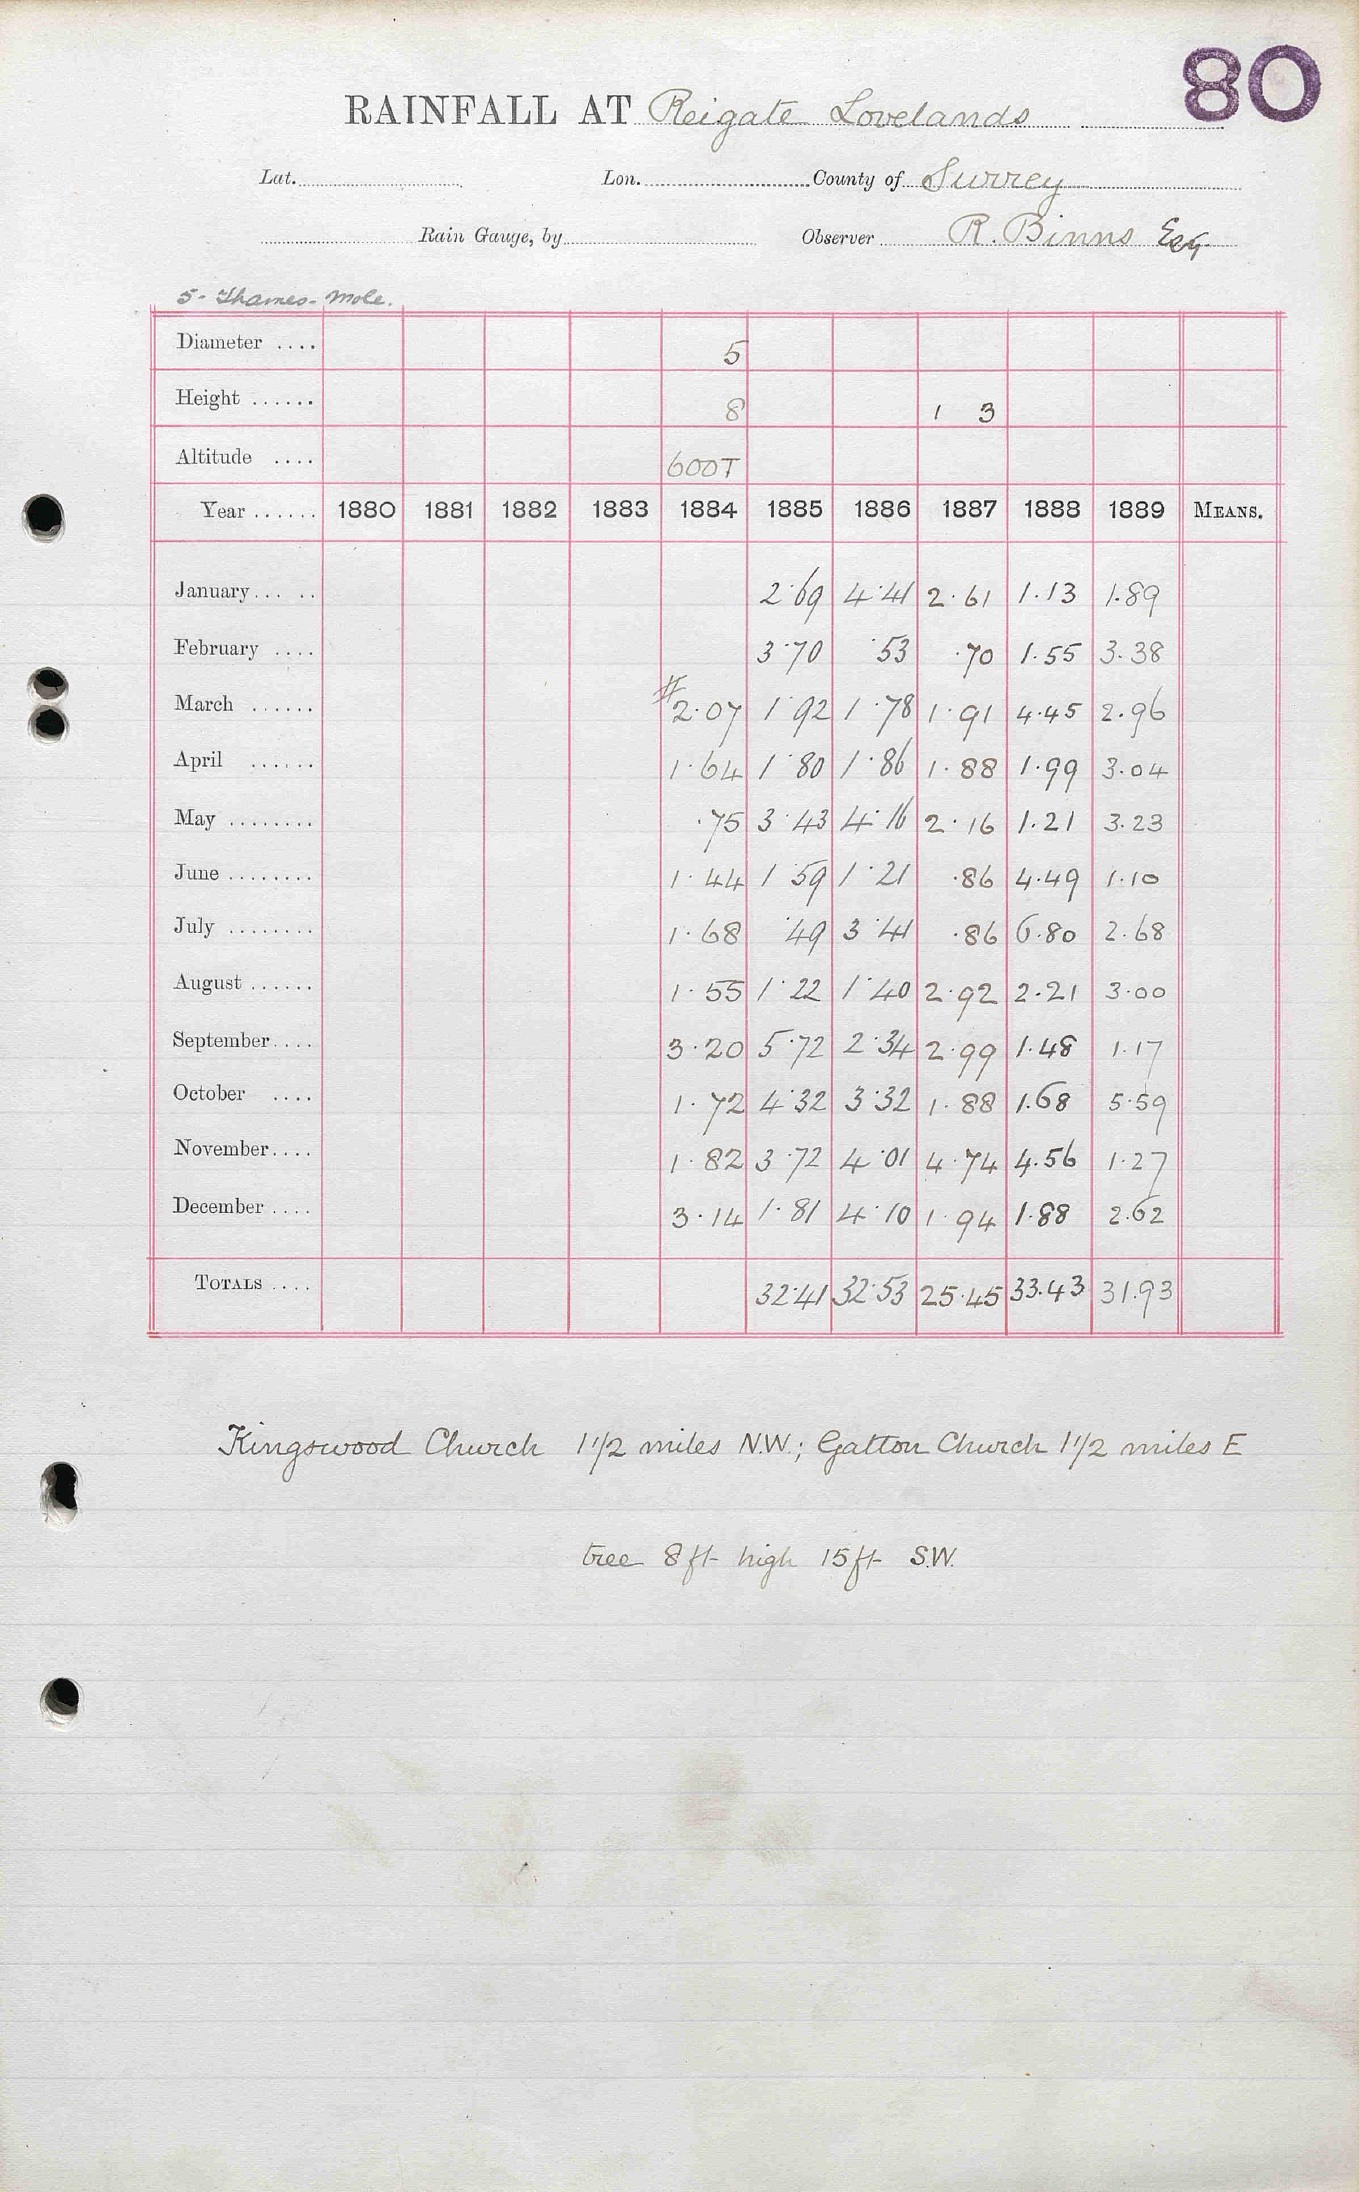 80
RAINFALL AT Reigate Lovelands
Lat. Lon. County of Surrey
Rain Gauge, by Observer R. Binns Esq.
5 - Thames - Mole.
Diameter .... 5
Height ...... 8 1 3
Altitude .... 600T
Year ...... 1880 1881 1882 1883 1884 1885 1886 1887 1888 1889 MEANS.
January... .. 2.69 4.41 2.61 1.13 1.89
February .... 3.70 .53 .70 1.55 3.38
March ...... #2.07 1.92 1.78 1.91 4.45 2.96
April ...... 1.64 1.80 1.86 1.88 1.99 3.04
May ........ .75 3.43 4.16 2.16 1.21 3.23
June ........ 1.44 1.59 1.21 .86 4.49 1.10
July ........ 1.68 .49 3.41 .86 6.80 2.68
August ...... 1.55 1.22 1.40 2.92 2.21 3.00
September.... 3.20 5.72 2.34 2.99 1.48 1.17
October .... 1.72 4.32 3.32 1.88 1.68 5.59
November.... 1.82 3.72 4.01 4.74 4.56 1.27
December .... 3.14 1.81 4.10 1.94 1.88 2.62
TOTALS .... 32.41 32.53 25.45 33.43 31.93
Kingswood Church 1 1/2 miles N.W.; Gatton Church 1 1/2 miles E
tree 8ft high 15ft S.W.